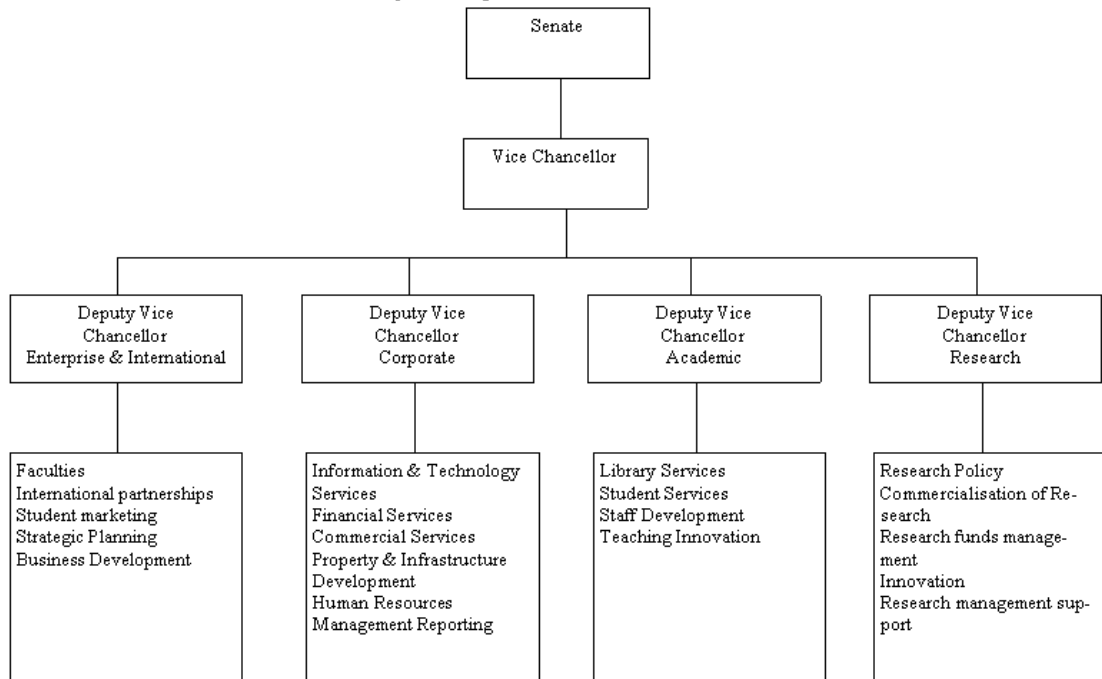 Senate
Vice Chancellor
Deputy Vice
Chancellor
Enterprise & International
Deputy Vice
Chancellor
Corporate
Deputy Vice
Chancellor
Academic
Deputy Vice
Chancellor
Research
Faculties
International partnerships
Student marketing
Strategic Planning
Business Development
Information & Technology
Services
Financial Services
Commercial Services
Property & Infrastructure
Development
Human Resources
Management Reporting
Library Services
Student Services
Staff Development
Teaching Innovation
Research Policy
Commercialisation of Re-
search
Research funds manage-
ment
Innovation
Research management sup-
port